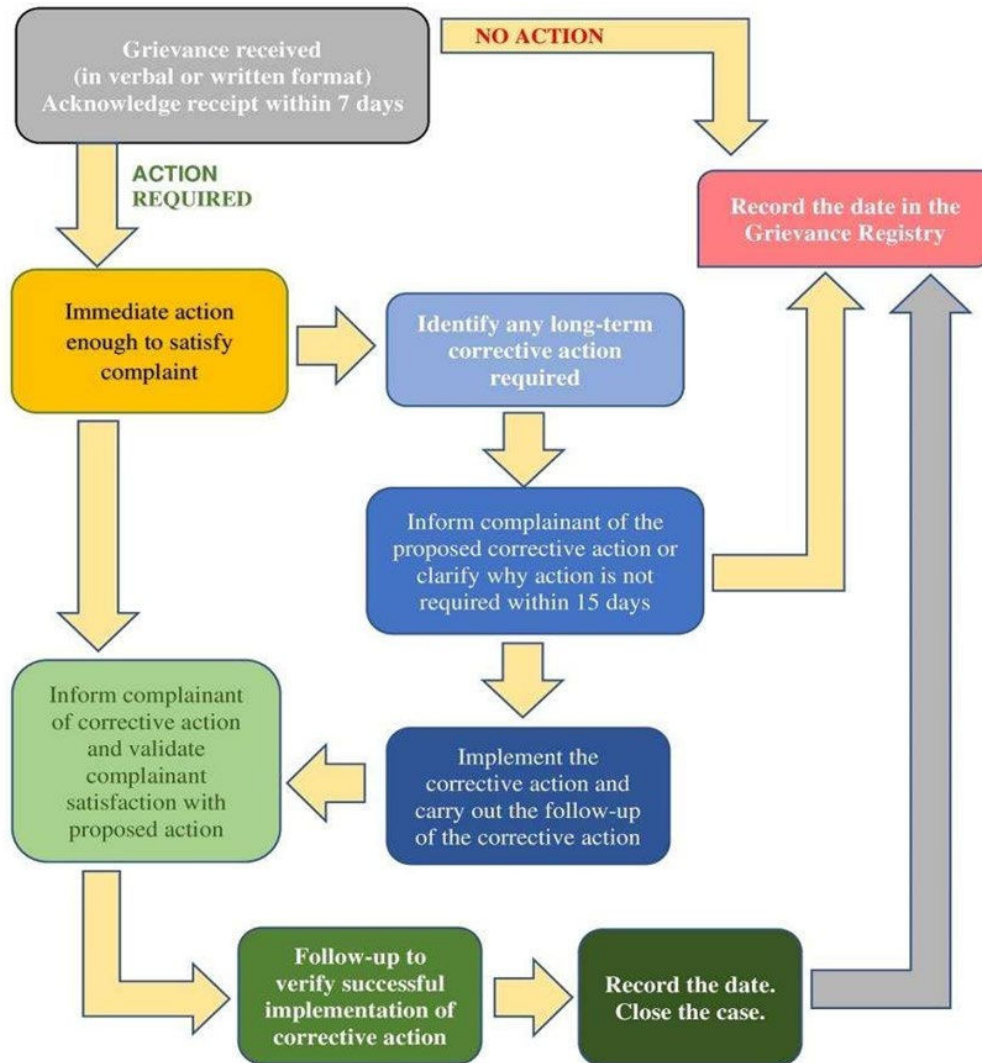 Grievance received
(in verbal or written format)
Acknowledge receipt within 7 days
NO ACTION
ACTION
REQUIRED
Record the date in the
Grievance Registry
Immediate action
enough to satisfy
complaint
Identify any long-term
corrective action
required
Inform complainant of the
proposed corrective action or
clarify why action is not
required within 15 days
Inform complainant
of corrective action
and validate
complainant
satisfaction with
proposed action
Implement the
corrective action and
carry out the follow-up
of the corrective action
Follow-up to
verify successful
implementation of
corrective action
Record the date.
Close the case.